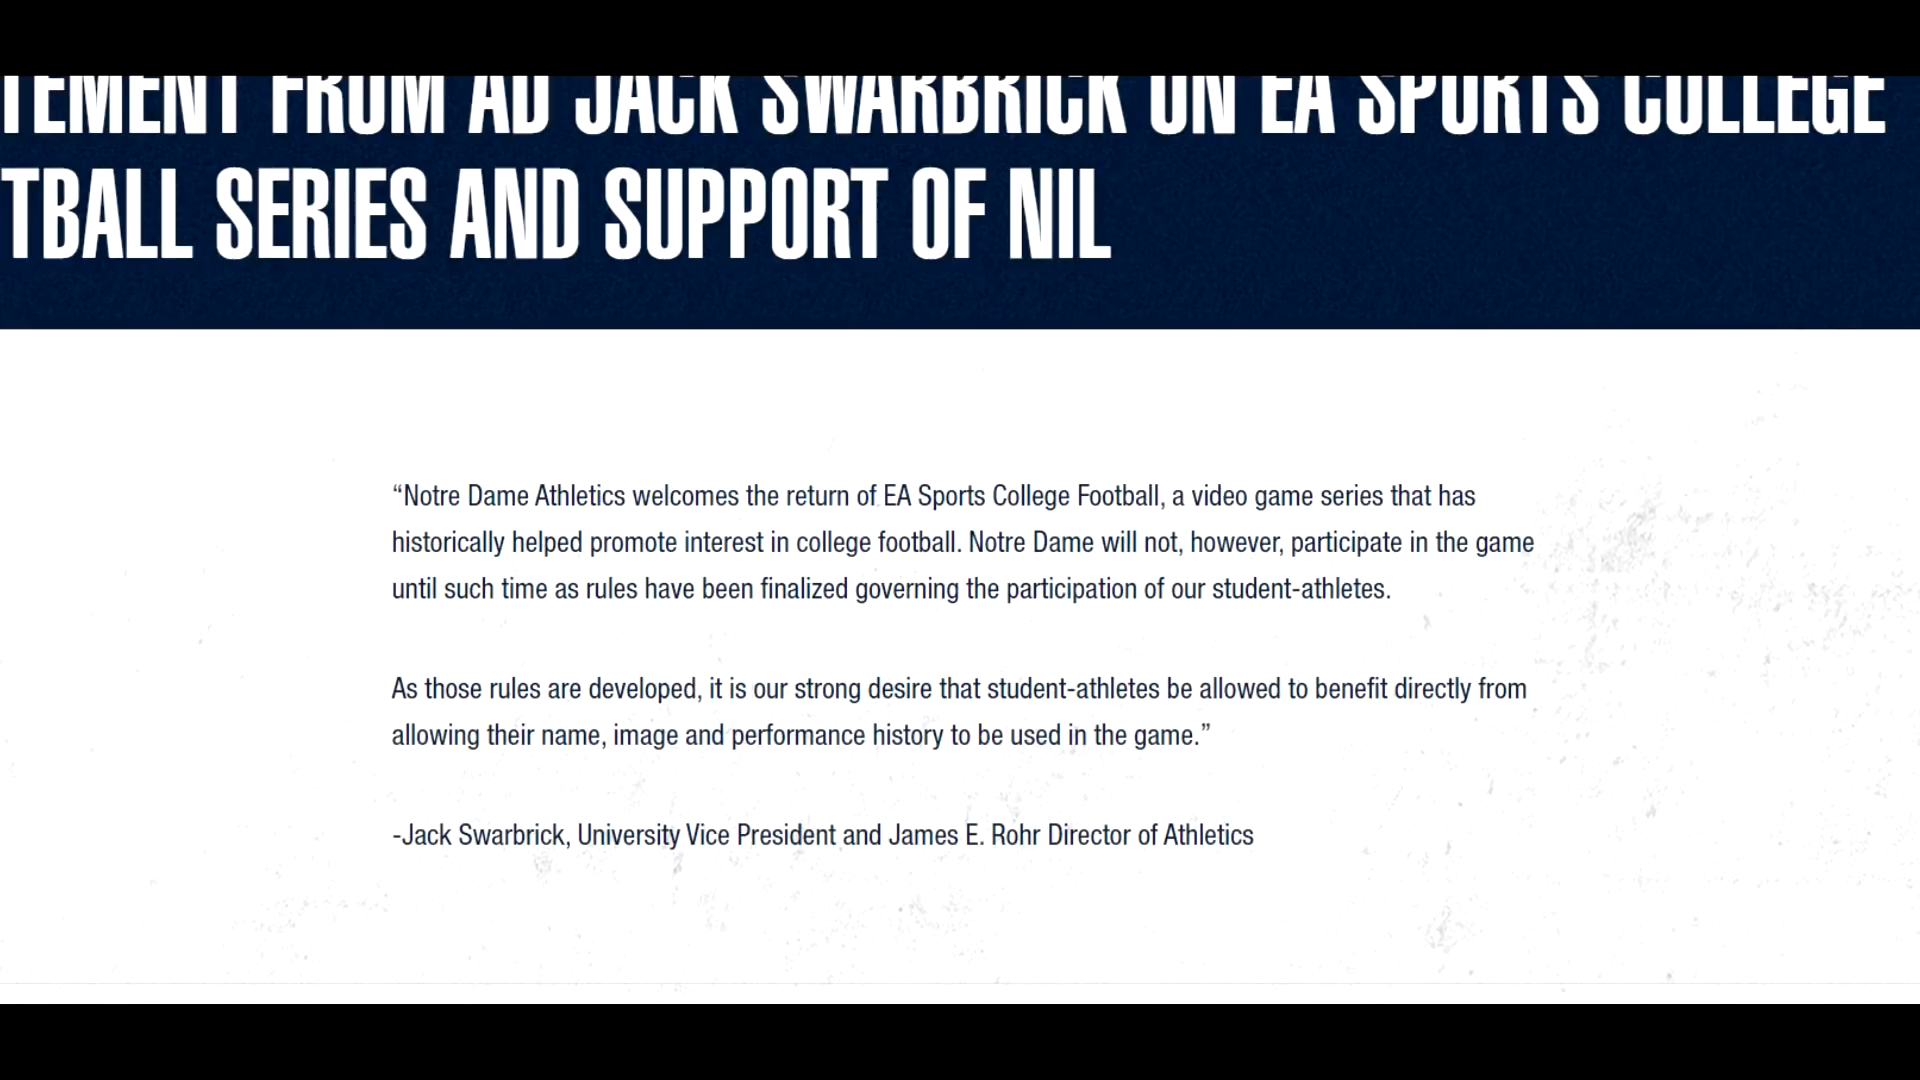 TEMENT FROM AD JACK SWARBRICK ON EA SPORTS COLLEGE
TBALL SERIES AND SUPPORT OF NIL
“Notre Dame Athletics welcomes the return of EA Sports College Football, a video game series that has
historically helped promote interest in college football. Notre Dame will not, however, participate in the game
until such time as rules have been finalized governing the participation of our student-athletes.
As those rules are developed, it is our strong desire that student-athletes be allowed to benefit directly from
allowing their name, image and performance history to be used in the game.”
-Jack Swarbrick, University Vice President and James E. Rohr Director of Athletics